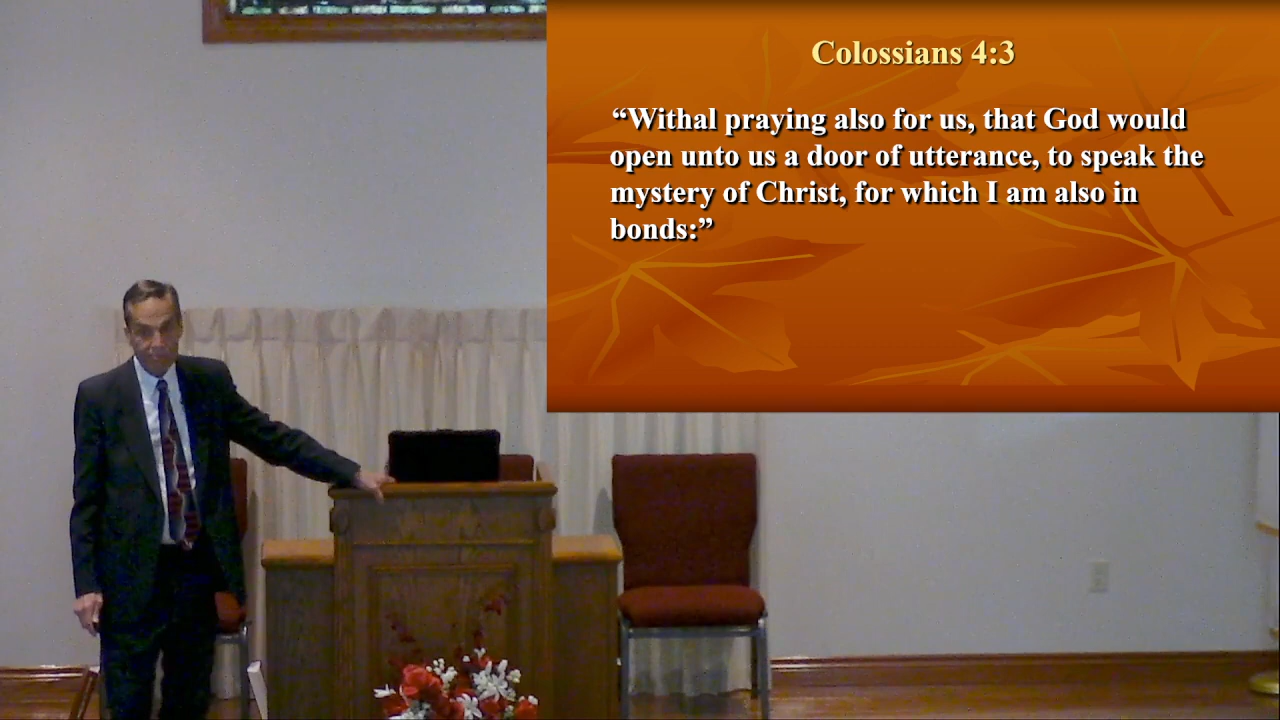 Colossians 4:3
“Withal praying also for us, that God would
open unto us a door of utterance, to speak the
mystery of Christ, for which I am also in
bonds:”